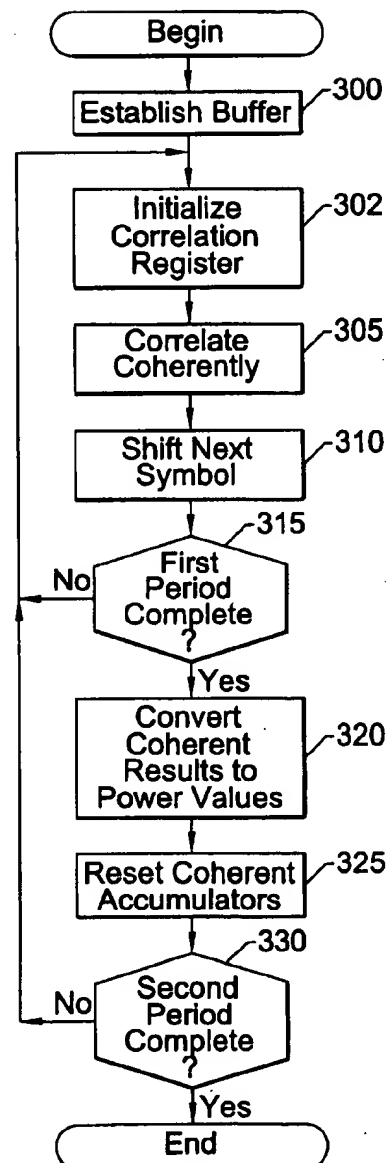 Begin
300
Establish Buffer
302
Initialize
Correlation
Register
305
Correlate
Coherently
310
Shift Next
Symbol
315
First
Period
Complete
?
No
Yes
Convert
Coherent
Results to
Power Values
320
325
Reset Coherent
Accumulators
330
Second
Period
Complete
?
No
Yes
End